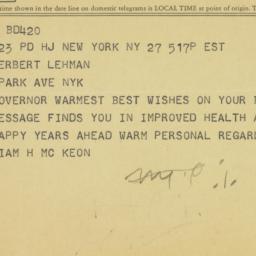 time shown in the date line on domestic telegrams is LOCAL TIME at point of origin. T
BD420
23 PD HJ NEW YORK NY 27 517P EST
ERBERT LEHMAN
PARK AVE NYK
OVERNOR WARMEST BEST WISHES ON YOUR
ESSAGE FINDS YOU IN IMPROVED HEALTH A
APPY YEARS AHEAD WARM PERSONAL REGAR
IAM H MC KEON